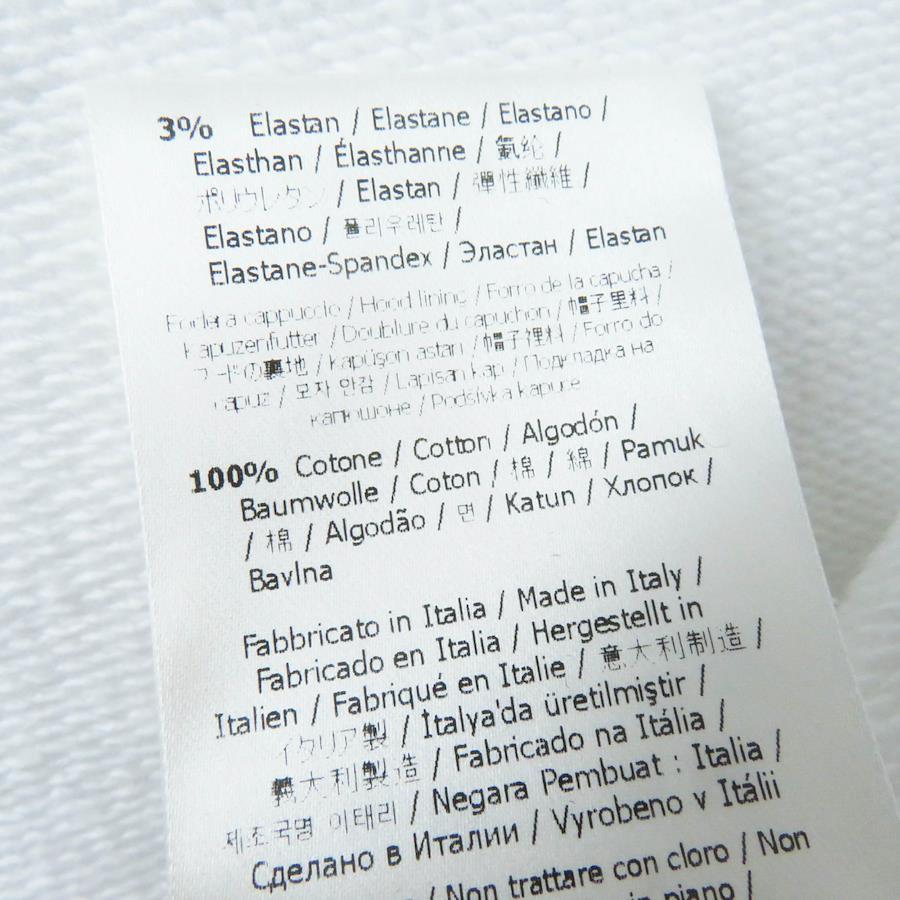 3% Elastan / Elastane / Elastano /
Elasthan / Élasthanne / 氨纶 /
ポリウレタン / Elastan / 彈性纖維 /
Elastano / 폴리우레탄 /
Elastane-Spandex / Эластан / Elastan
Fodera cappuccio / Hood lining / Forro de la capucha /
Kapuzenfutter / Doublure du capuchon / 帽子里料 /
フードの裏地 / Kapüşon astarı / 帽子裡料 / Forro do
capuz / 모자 안감 / Lapisan kap / Подкладка на
капюшоне / Podšívka kapuce
100% Cotone / Cotton / Algodón /
Baumwolle / Coton / 棉 / 綿 / Pamuk
/ 棉 / Algodão / 면 / Katun / Хлопок /
Bavlna
Fabbricato in Italia / Made in Italy /
Fabricado en Italia / Hergestellt in
Italien / Fabriqué en Italie / 意大利制造 /
イタリア製 / İtalya'da üretilmiştir /
義大利製造 / Fabricado na Itália /
제조국명 이태리 / Negara Pembuat : Italia /
Сделано в Италии / Vyrobeno v Itálii
/ Non trattare con cloro / Non
in piano /